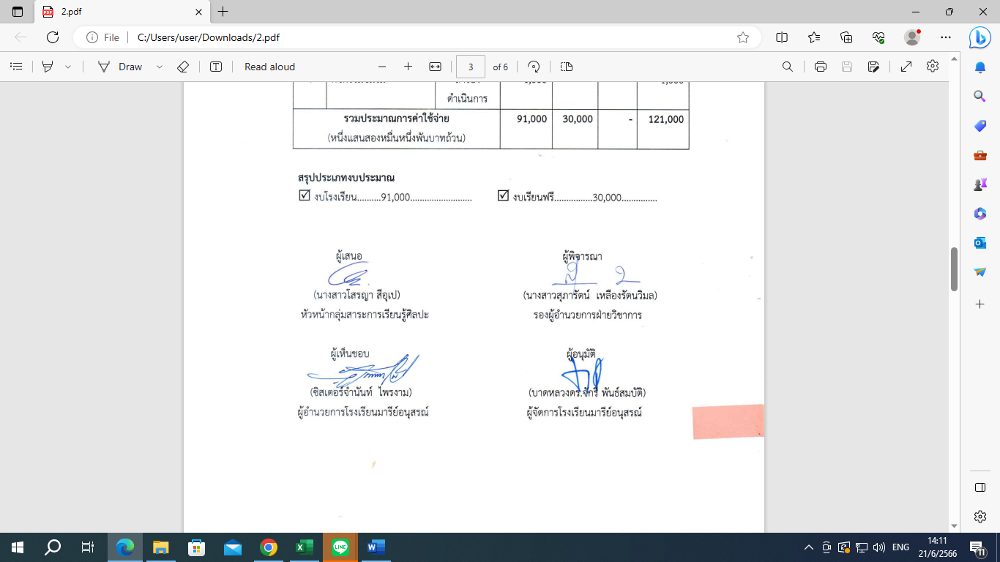 2.pdf
File C:/Users/user/Downloads/2.pdf
Draw Read aloud 3 of 6
ดำเนินการ
รวมประมาณการค่าใช้จ่าย 91,000 30,000 - 121,000
(หนึ่งแสนสองหมื่นหนึ่งพันบาทถ้วน)
สรุปประเภทงบประมาณ
งบโรงเรียน..........91,000.......................... งบเรียนฟรี................30,000...............
ผู้เสนอ ผู้พิจารณา
(นางสาวโสรญา สีอุเป) (นางสาวสุภารัตน์ เหลืองรัตนวิมล)
หัวหน้ากลุ่มสาระการเรียนรู้ศิลปะ รองผู้อำนวยการฝ่ายวิชาการ
ผู้เห็นชอบ ผู้อนุมัติ
(ซิสเตอร์จำนันท์ ไพรงาม) (บาดหลวงดร.จักรี พันธ์สมบัติ)
ผู้อำนวยการโรงเรียนมารีย์อนุสรณ์ ผู้จัดการโรงเรียนมารีย์อนุสรณ์
LINE
ENG
14:11
21/6/2566
11